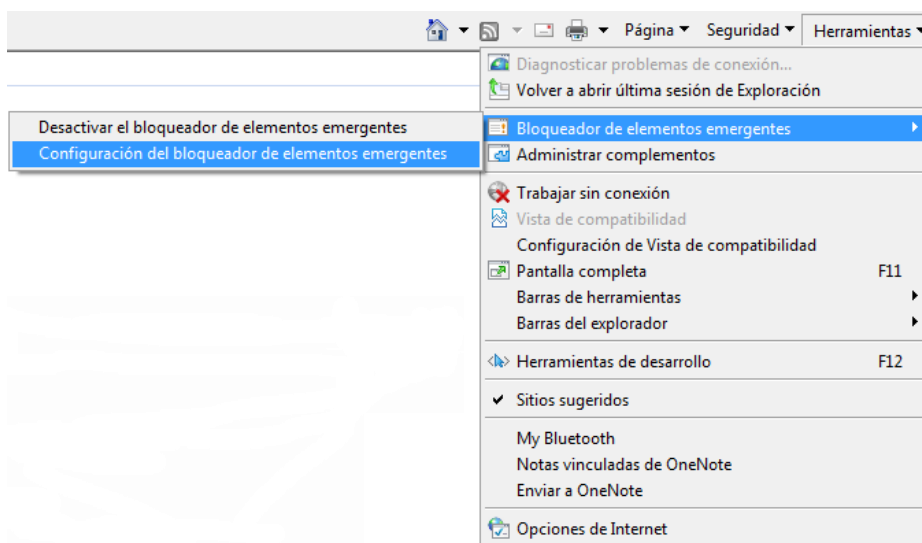 Página Seguridad Herramientas
Diagnosticar problemas de conexión...
Volver a abrir última sesión de Exploración
Bloqueador de elementos emergentes
Desactivar el bloqueador de elementos emergentes
Configuración del bloqueador de elementos emergentes
Administrar complementos
Trabajar sin conexión
Vista de compatibilidad
Configuración de Vista de compatibilidad
Pantalla completa F11
Barras de herramientas
Barras del explorador
Herramientas de desarrollo F12
Sitios sugeridos
My Bluetooth
Notas vinculadas de OneNote
Enviar a OneNote
Opciones de Internet